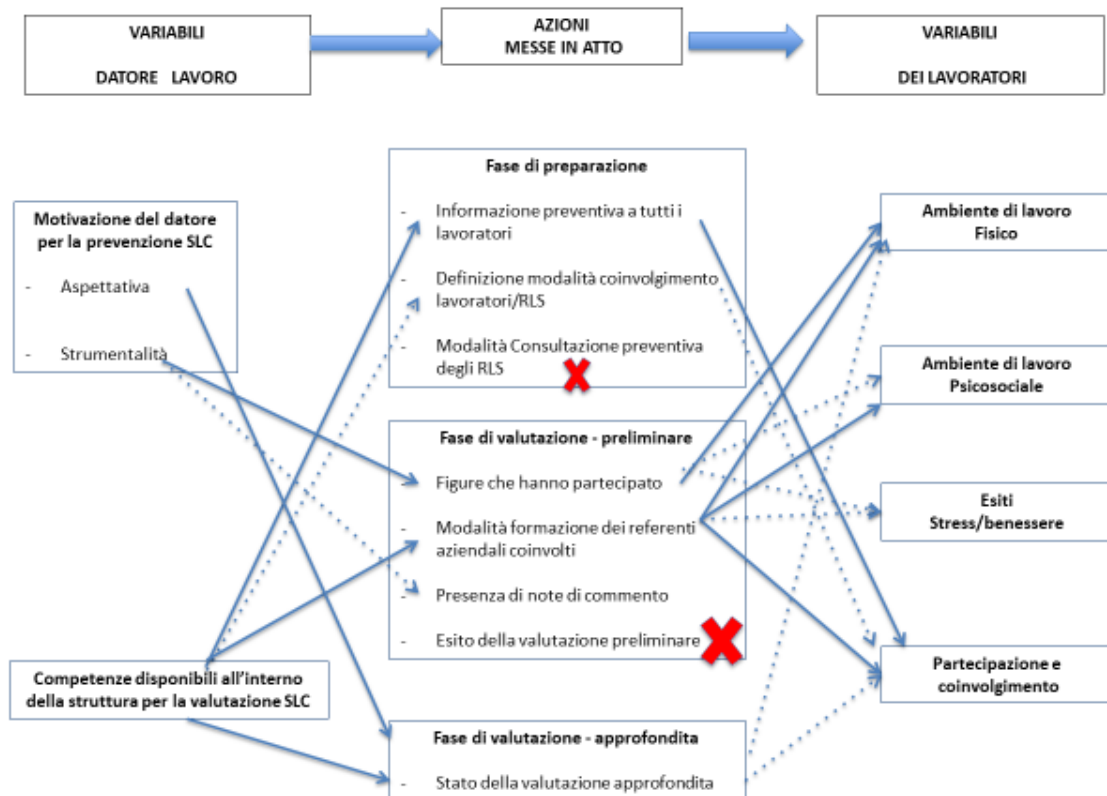 VARIABILI
DATORE LAVORO
AZIONI
MESSE IN ATTO
VARIABILI
DEI LAVORATORI
Motivazione del datore
per la prevenzione SLC
- Aspettativa
- Strumentalità
Competenze disponibili all'interno
della struttura per la valutazione SLC
Fase di preparazione
- Informazione preventiva a tutti i
lavoratori
- Definizione modalità coinvolgimento
lavoratori/RLS
- Modalità Consultazione preventiva
degli RLS
Fase di valutazione - preliminare
- Figure che hanno partecipato
- Modalità formazione dei referenti
aziendali coinvolti
- Presenza di note di commento
- Esito della valutazione preliminare
Fase di valutazione - approfondita
- Stato della valutazione approfondita
Ambiente di lavoro
Fisico
Ambiente di lavoro
Psicosociale
Esiti
Stress/benessere
Partecipazione e
coinvolgimento